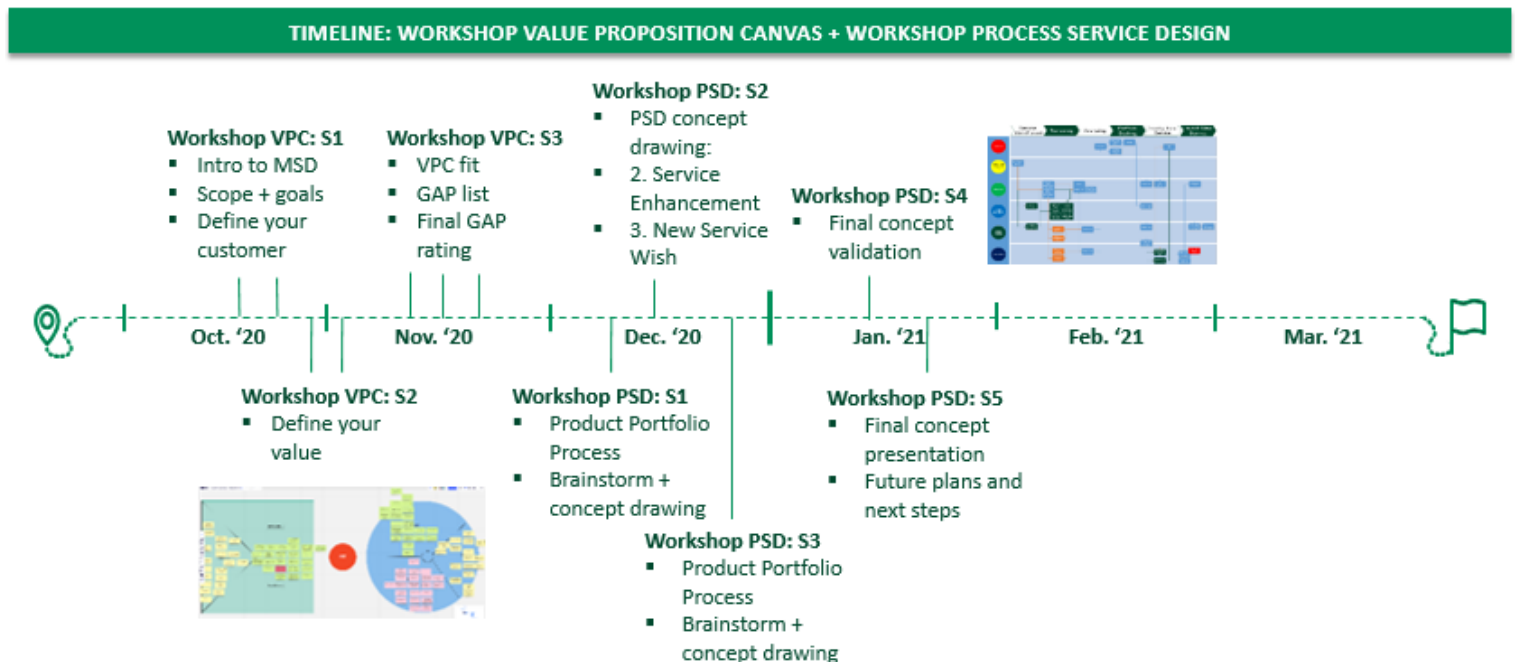 TIMELINE: WORKSHOP VALUE PROPOSITION CANVAS + WORKSHOP PROCESS SERVICE DESIGN
Workshop VPC: S1
▪ Intro to MSD
▪ Scope + goals
▪ Define your
customer
Workshop VPC: S3
▪ VPC fit
▪ GAP list
▪ Final GAP
rating
Workshop PSD: S2
▪ PSD concept
drawing:
▪ 2. Service
Enhancement
▪ 3. New Service
Wish
Workshop PSD: S4
▪ Final concept
validation
Oct. ‘20
Nov. ‘20
Dec. ‘20
Jan. ‘21
Feb. ‘21
Mar. ‘21
Workshop VPC: S2
▪ Define your
value
Workshop PSD: S1
▪ Product Portfolio
Process
▪ Brainstorm +
concept drawing
Workshop PSD: S3
▪ Product Portfolio
Process
▪ Brainstorm +
concept drawing
Workshop PSD: S5
▪ Final concept
presentation
▪ Future plans and
next steps